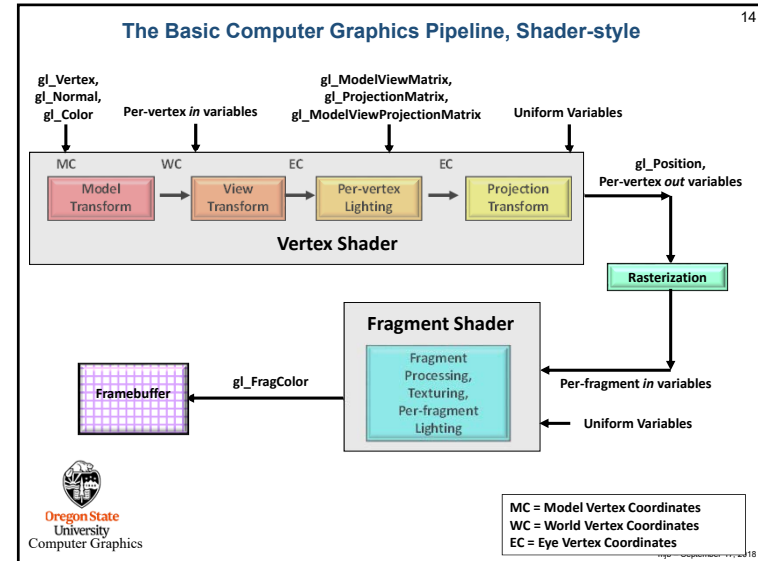 14
The Basic Computer Graphics Pipeline, Shader-style
gl_Vertex,
gl_Normal,
gl_Color
Per-vertex in variables
gl_ModelViewMatrix,
gl_ProjectionMatrix,
gl_ModelViewProjectionMatrix
Uniform Variables
MC
WC
EC
EC
Model
Transform
View
Transform
Per-vertex
Lighting
Projection
Transform
Vertex Shader
gl_Position,
Per-vertex out variables
Rasterization
Fragment Shader
Fragment
Processing,
Texturing,
Per-fragment
Lighting
Per-fragment in variables
Uniform Variables
gl_FragColor
Framebuffer
Oregon State
University
Computer Graphics
MC = Model Vertex Coordinates
WC = World Vertex Coordinates
EC = Eye Vertex Coordinates